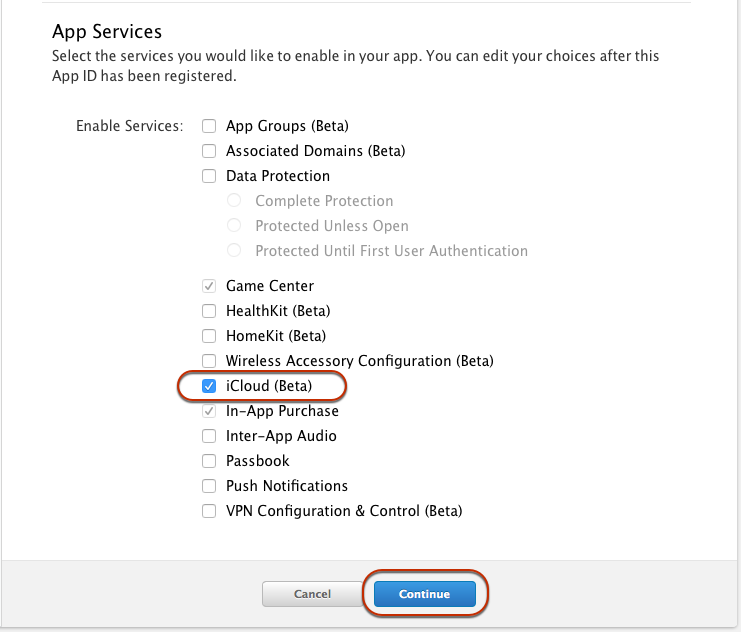 App Services
Select the services you would like to enable in your app. You can edit your choices after this
App ID has been registered.
Enable Services:
App Groups (Beta)
Associated Domains (Beta)
Data Protection
Complete Protection
Protected Unless Open
Protected Until First User Authentication
Game Center
HealthKit (Beta)
HomeKit (Beta)
Wireless Accessory Configuration (Beta)
iCloud (Beta)
In-App Purchase
Inter-App Audio
Passbook
Push Notifications
VPN Configuration & Control (Beta)
Cancel
Continue